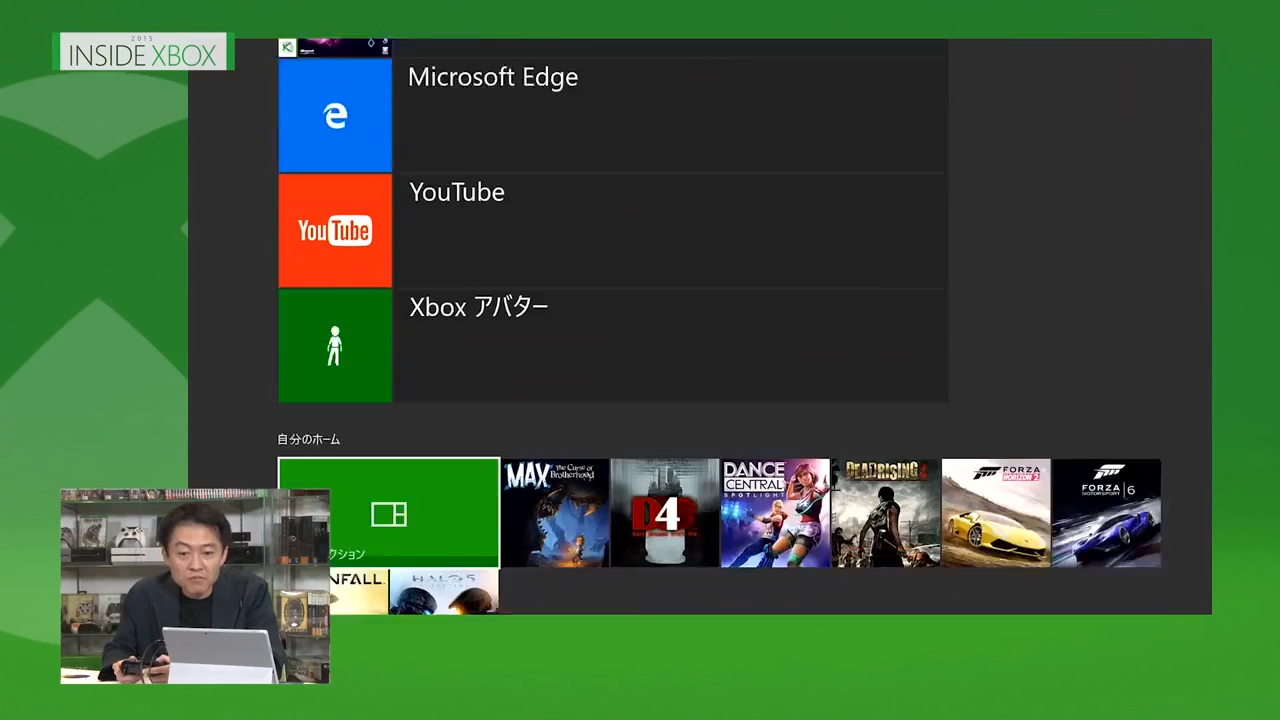 2015
INSIDE XBOX
Microsoft Edge
YouTube
YouTube
Xbox アバター
自分のホーム
クション
MAX The Curse of Brotherhood
D4
DANCE CENTRAL SPOTLIGHT
DEADRISING 3
FORZA HORIZON 2
FORZA MOTORSPORT 6
NFALL
HALO 5